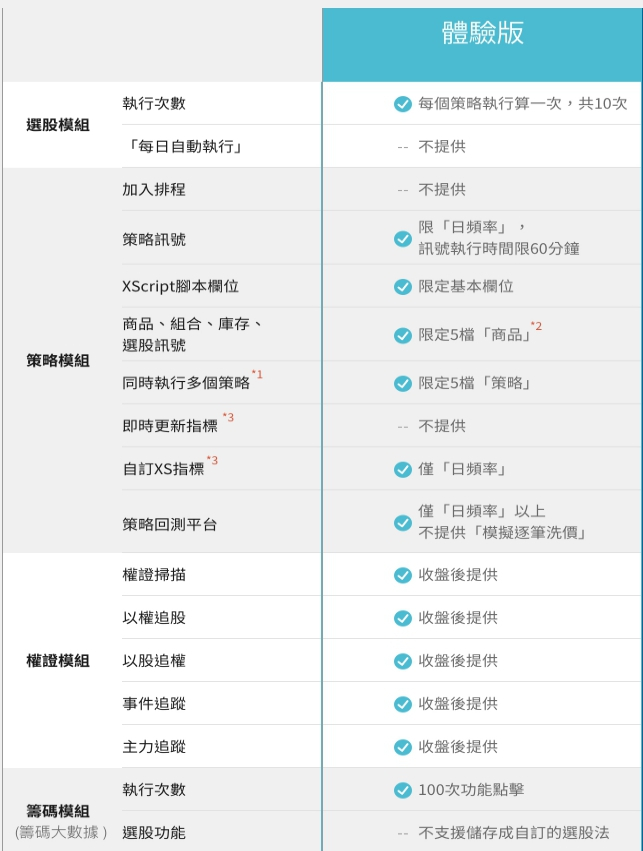 體驗版
選股模組
執行次數
每個策略執行算一次，共10次
「每日自動執行」
-- 不提供
策略模組
加入排程
-- 不提供
策略訊號
限「日頻率」，
訊號執行時間限60分鐘
XScript腳本欄位
限定基本欄位
商品、組合、庫存、
選股訊號
限定5檔「商品」*2
同時執行多個策略*1
限定5檔「策略」
即時更新指標*3
-- 不提供
自訂XS指標*3
僅「日頻率」
策略回測平台
僅「日頻率」以上
不提供「模擬逐筆洗價」
權證模組
權證掃描
收盤後提供
以權追股
收盤後提供
以股追權
收盤後提供
事件追蹤
收盤後提供
主力追蹤
收盤後提供
籌碼模組
(籌碼大數據)
執行次數
100次功能點擊
選股功能
-- 不支援儲存成自訂的選股法